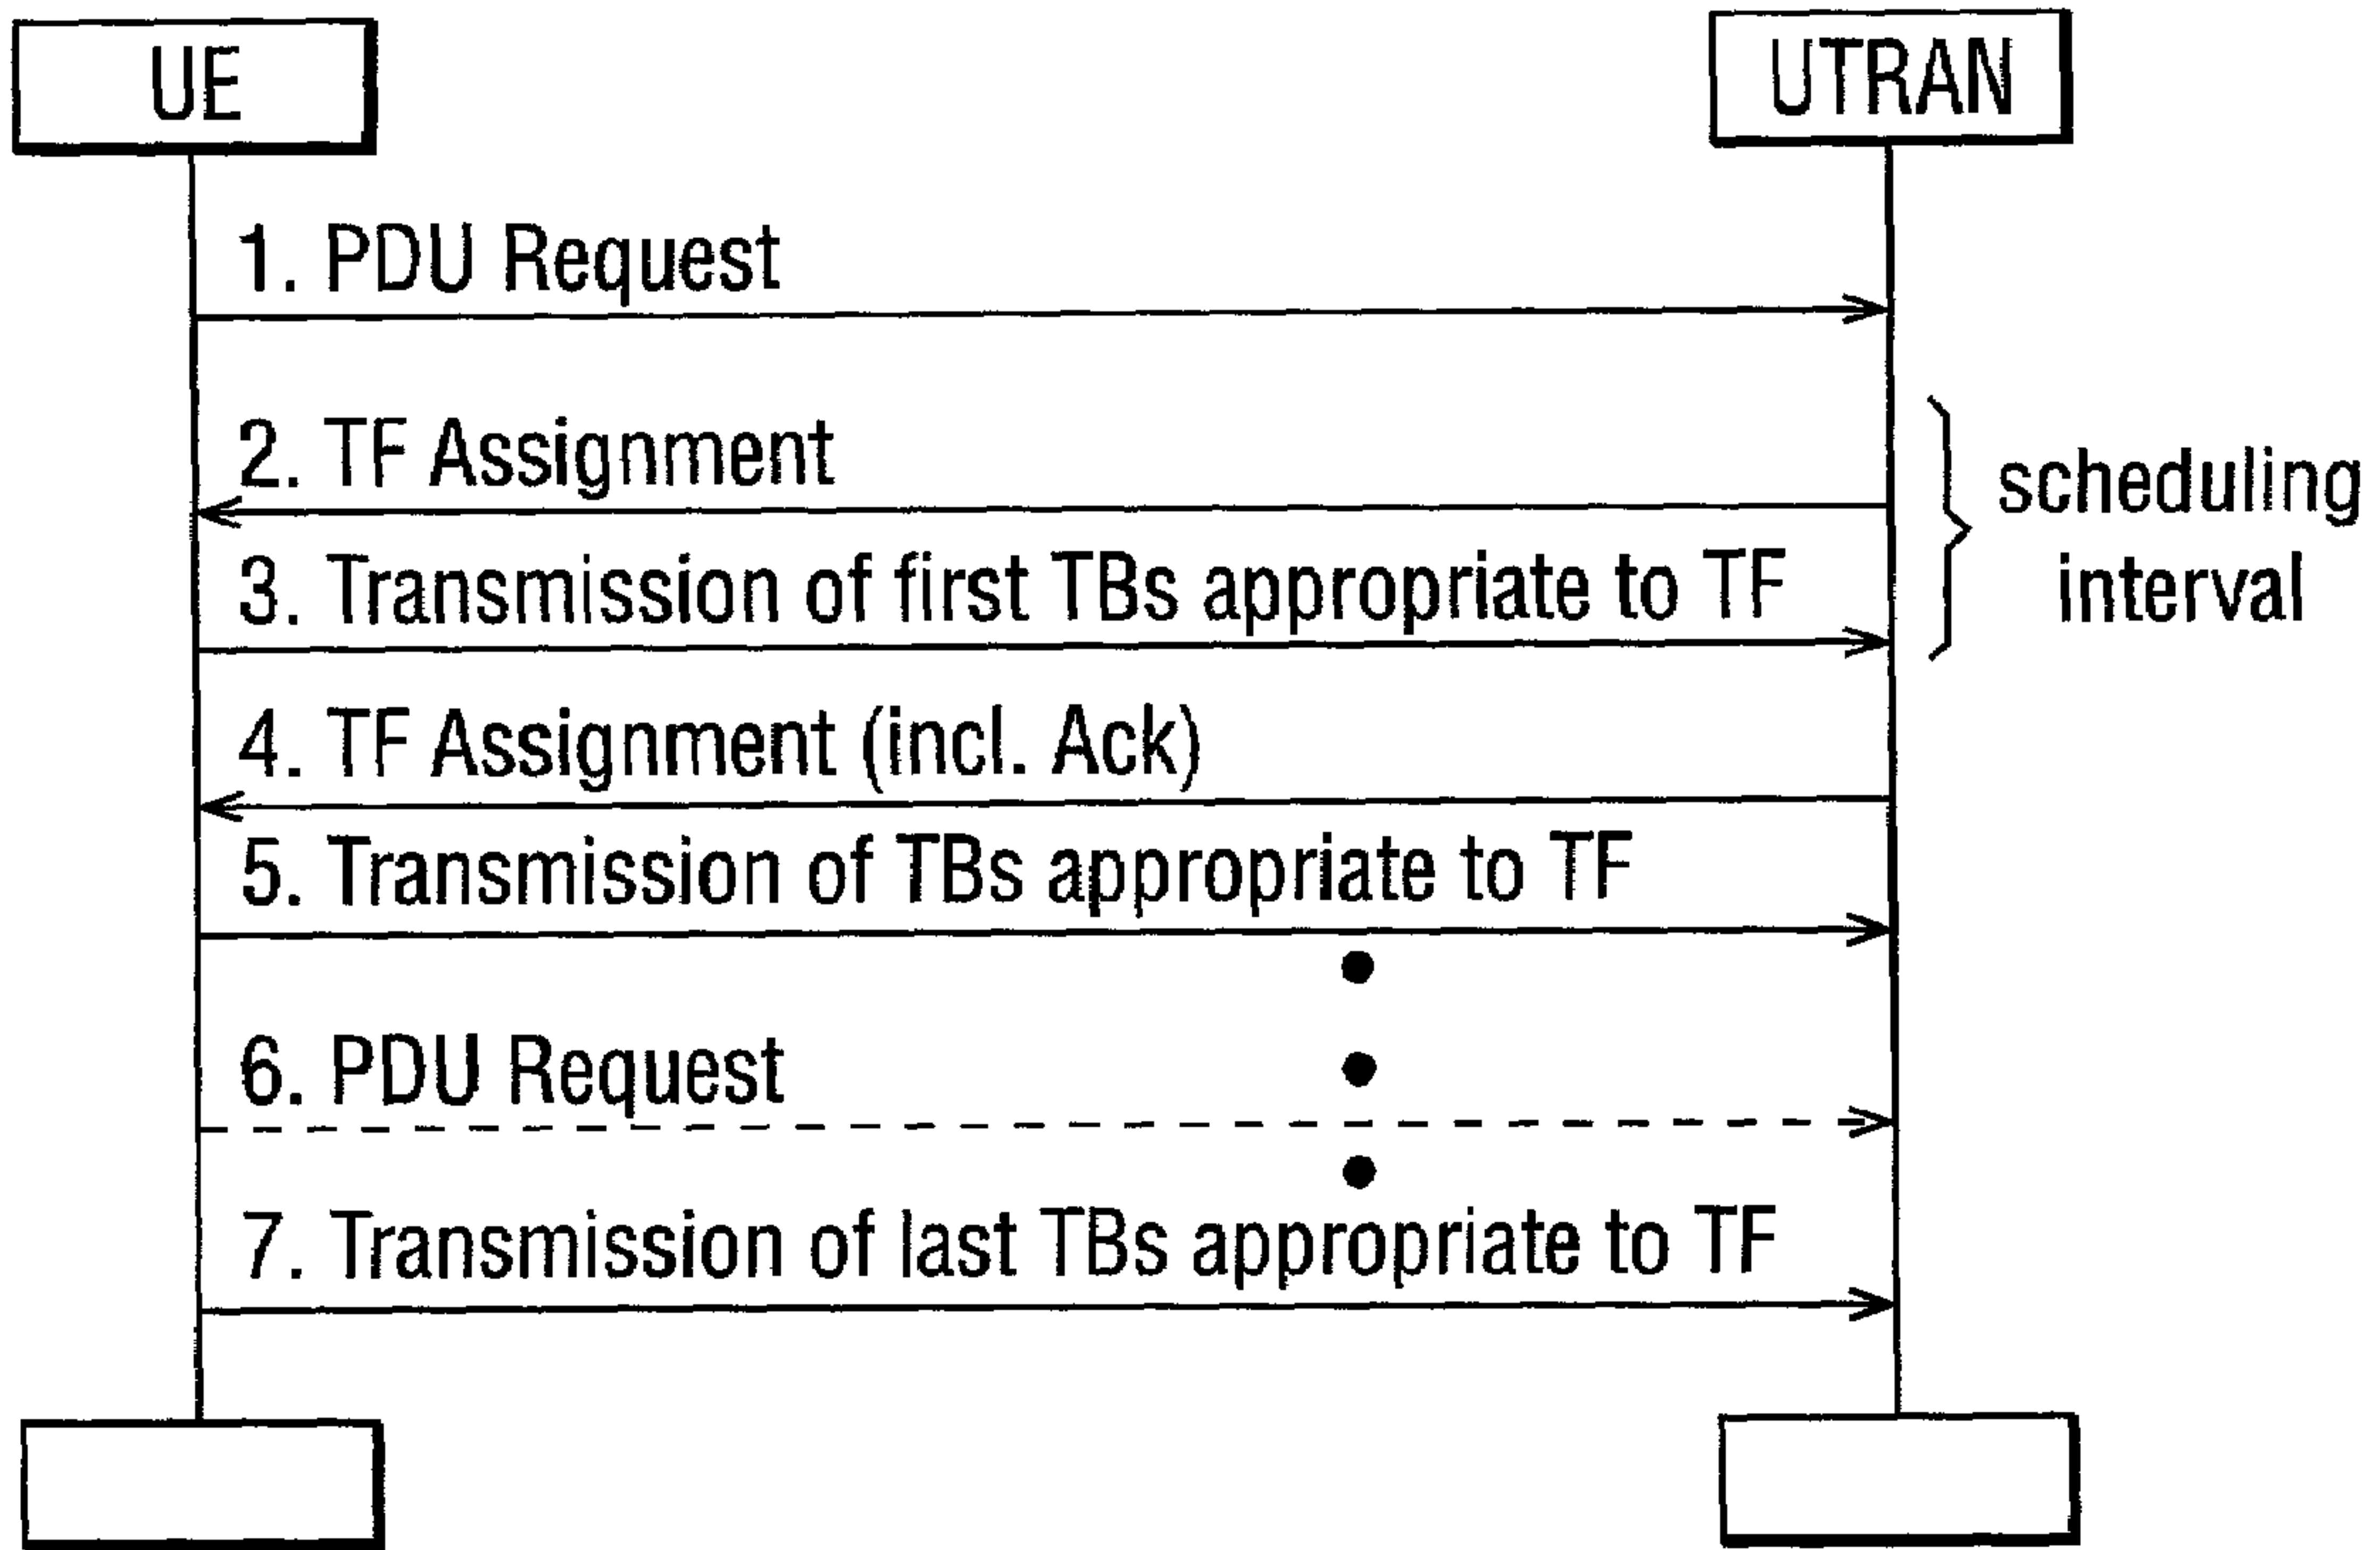 UE
UTRAN
1. PDU Request
2. TF Assignment
scheduling
interval
3. Transmission of first TBs appropriate to TF
4. TF Assignment (incl. Ack)
5. Transmission of TBs appropriate to TF
6. PDU Request
7. Transmission of last TBs appropriate to TF